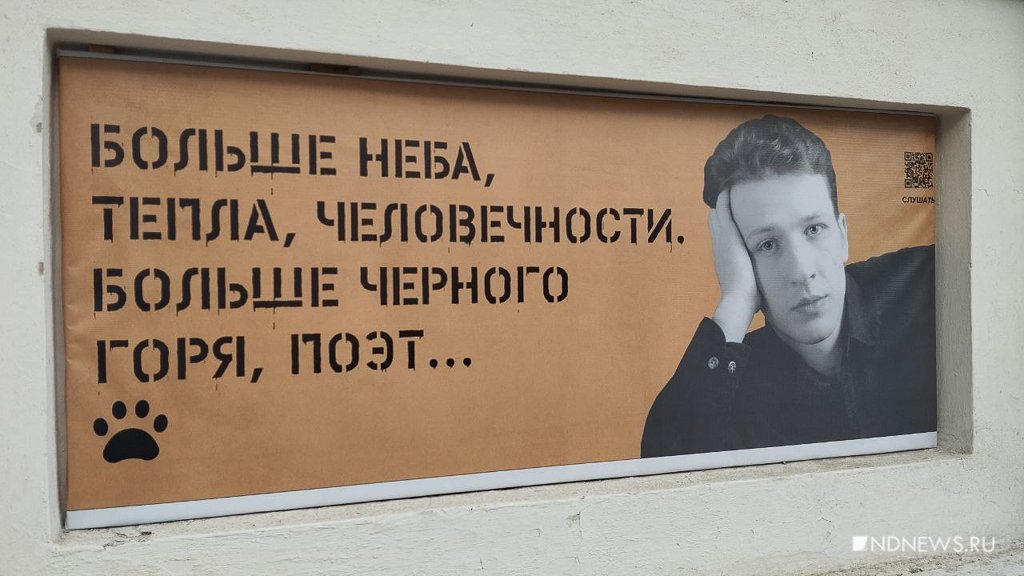 БОЛЬШЕ НЕБА,
ТЕПЛА, ЧЕЛОВЕЧНОСТИ.
БОЛЬШЕ ЧЕРНОГО
ГОРЯ, ПОЭТ...
СЛУШАТЬ
NDNEWS.RU